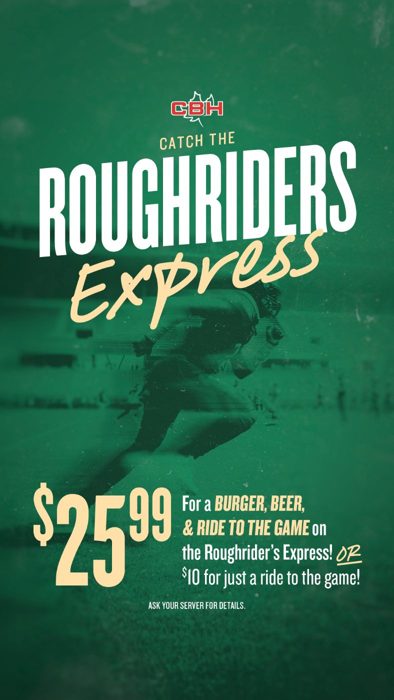 CBH
CATCH THE
ROUGHRIDERS
Express
$25.99
For a BURGER, BEER,
& RIDE TO THE GAME on
the Roughrider's Express! OR
$10 for just a ride to the game!
ASK YOUR SERVER FOR DETAILS.